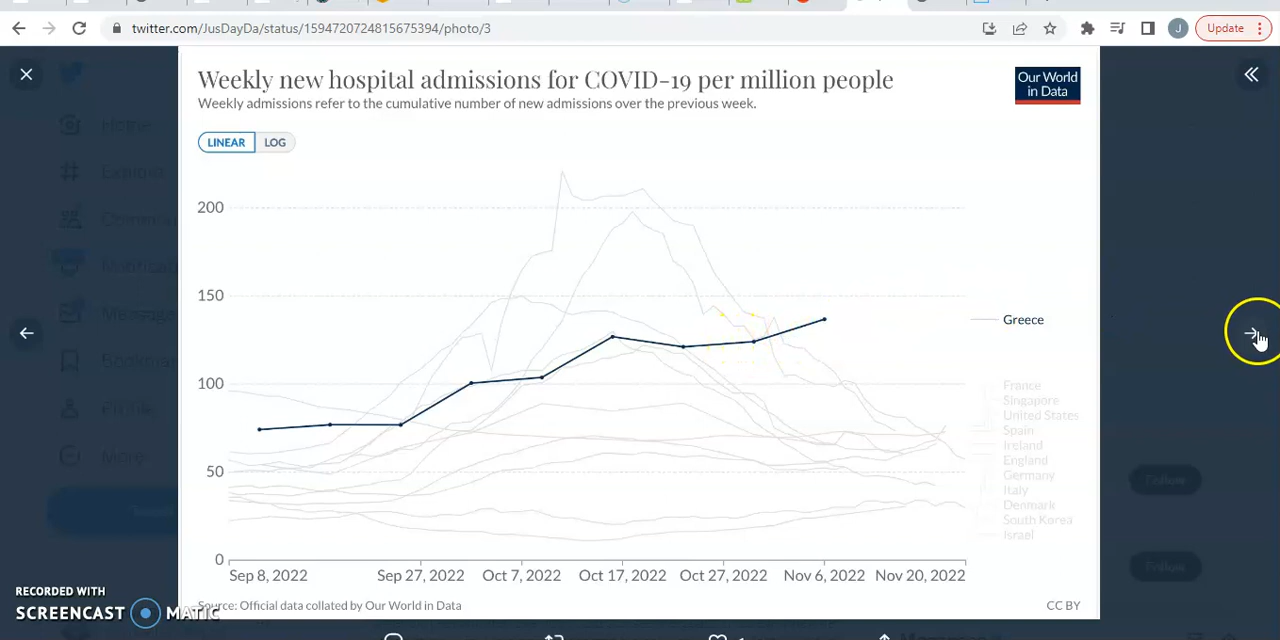 twitter.com/JusDayDa/status/1594720724815675394/photo/3
J
Update
Weekly new hospital admissions for COVID-19 per million people
Weekly admissions refer to the cumulative number of new admissions over the previous week.
Our World
in Data
LINEAR
LOG
200
150
100
50
0
Greece
France
Singapore
United States
Spain
Ireland
England
Germany
Italy
Denmark
South Korea
Israel
Sep 8, 2022
Sep 27, 2022
Oct 7, 2022
Oct 17, 2022
Oct 27, 2022
Nov 6, 2022
Nov 20, 2022
Source: Official data collated by Our World in Data
CC BY
Home
More
Follow
Follow
RECORDED WITH
SCREENCAST MATIC